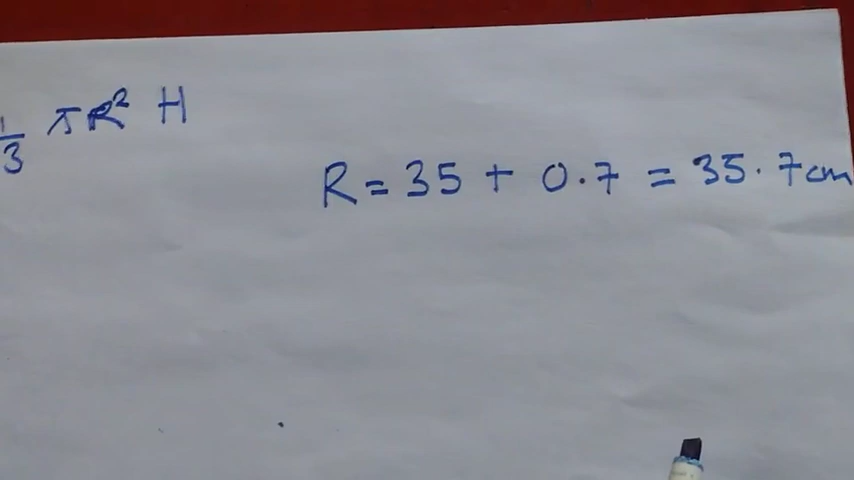 1/3 πR² H
R = 35 + 0.7 = 35.7cm